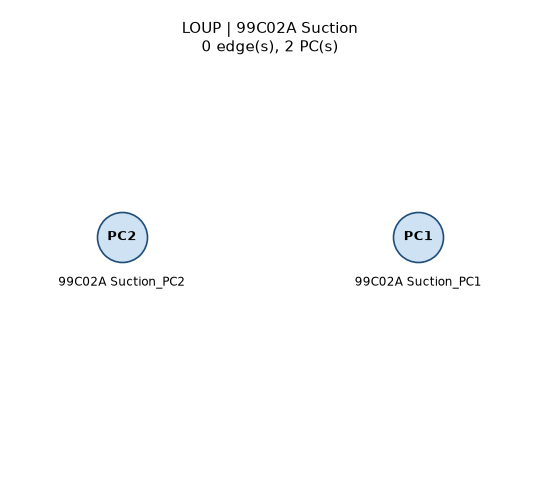 LOUP | 99C02A Suction
0 edge(s), 2 PC(s)
PC2
PC1
99C02A Suction_PC2
99C02A Suction_PC1